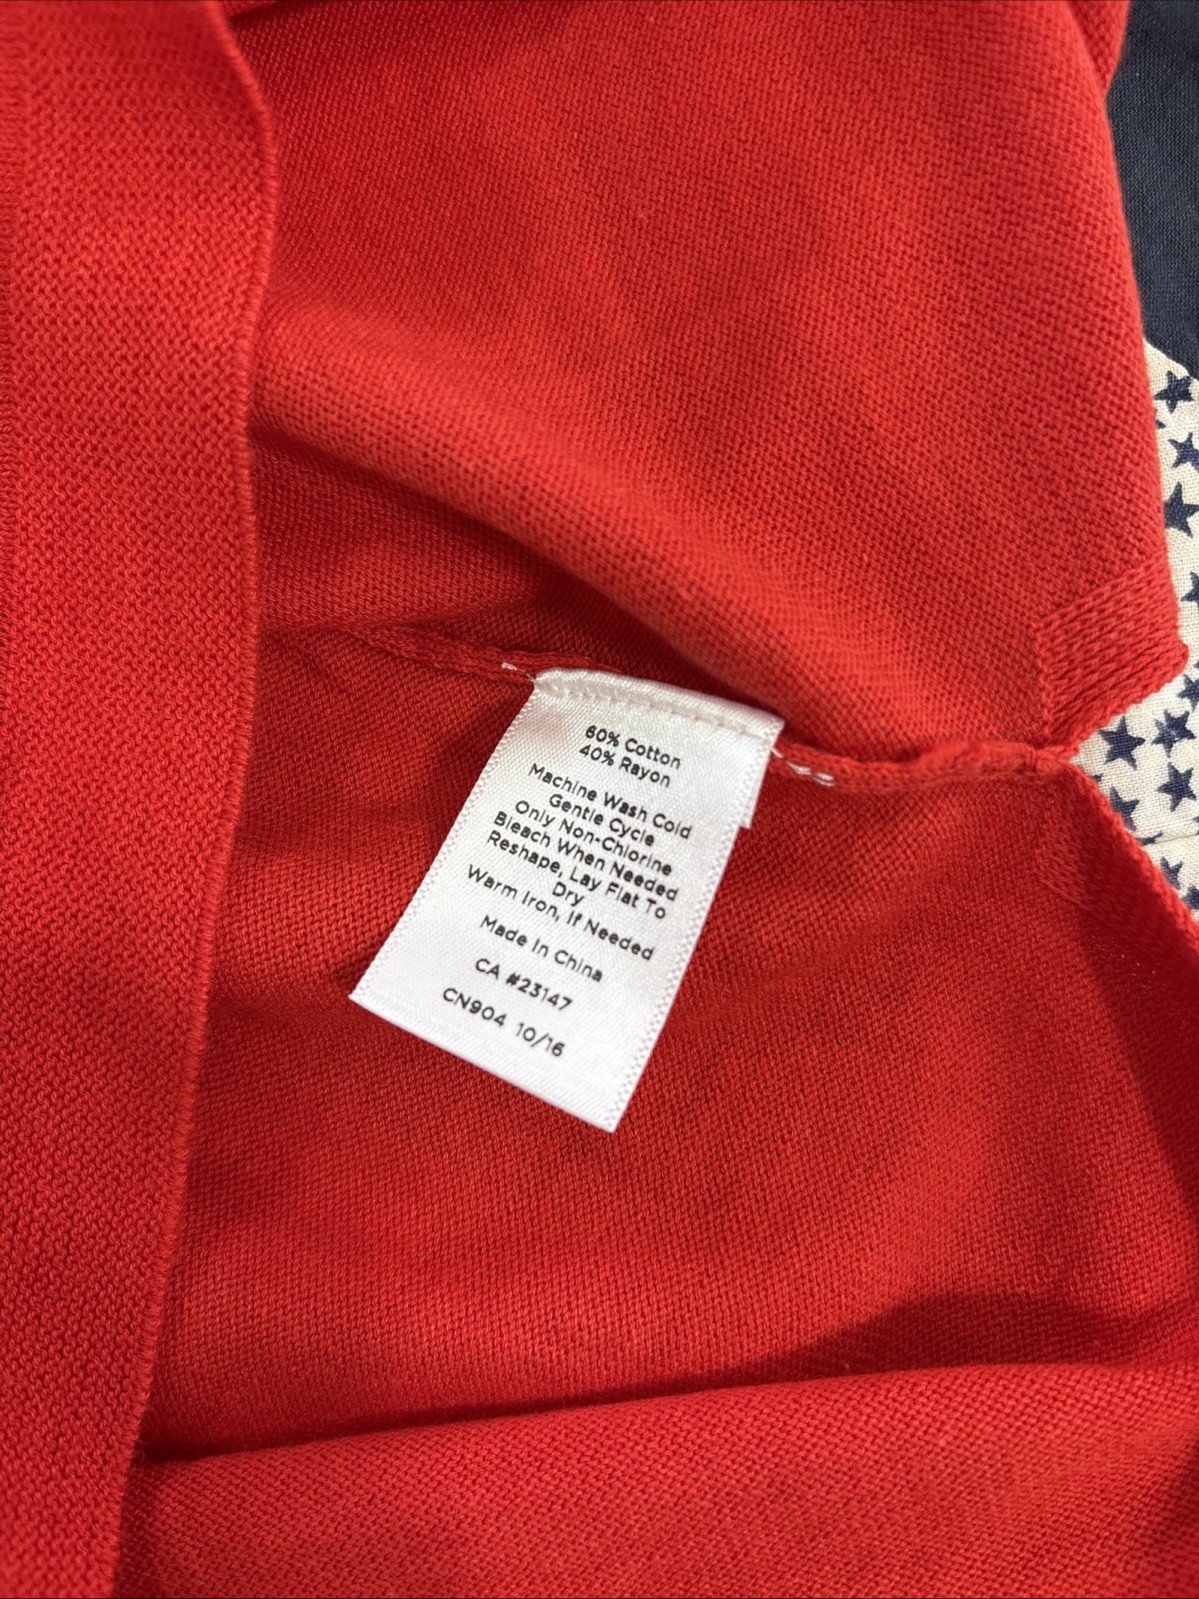 60% Cotton
40% Rayon
Machine Wash Cold
Gentle Cycle
Only Non-Chlorine
Bleach When Needed
Reshape, Lay Flat To
Dry
Warm Iron, If Needed
Made In China
CA #23147
CN904 10/16